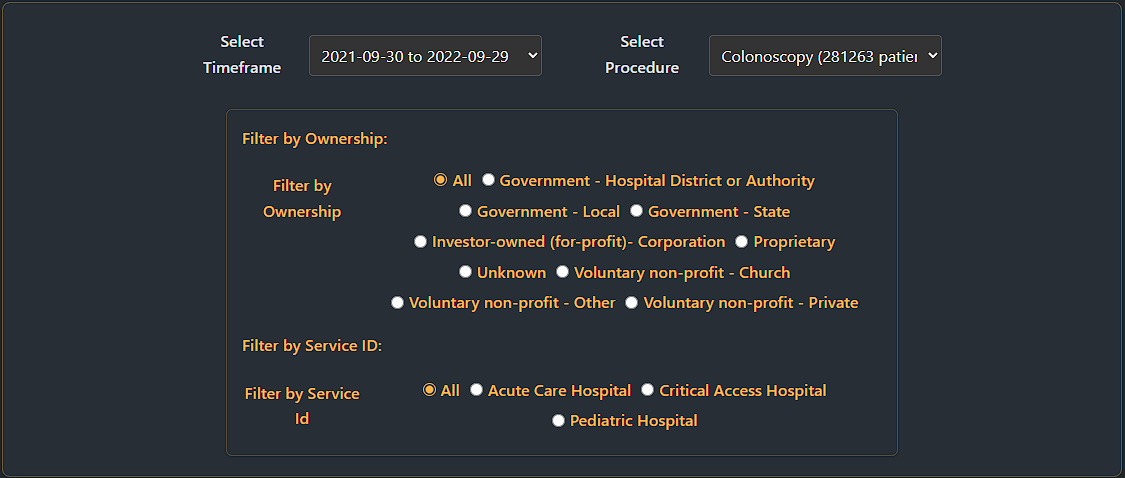 Select
Timeframe
2021-09-30 to 2022-09-29
Select
Procedure
Colonoscopy (281263 patier
Filter by Ownership:
Filter by
Ownership
All Government - Hospital District or Authority
Government - Local Government - State
Investor-owned (for-profit)- Corporation Proprietary
Unknown Voluntary non-profit - Church
Voluntary non-profit - Other Voluntary non-profit - Private
Filter by Service ID:
Filter by Service
Id
All Acute Care Hospital Critical Access Hospital
Pediatric Hospital